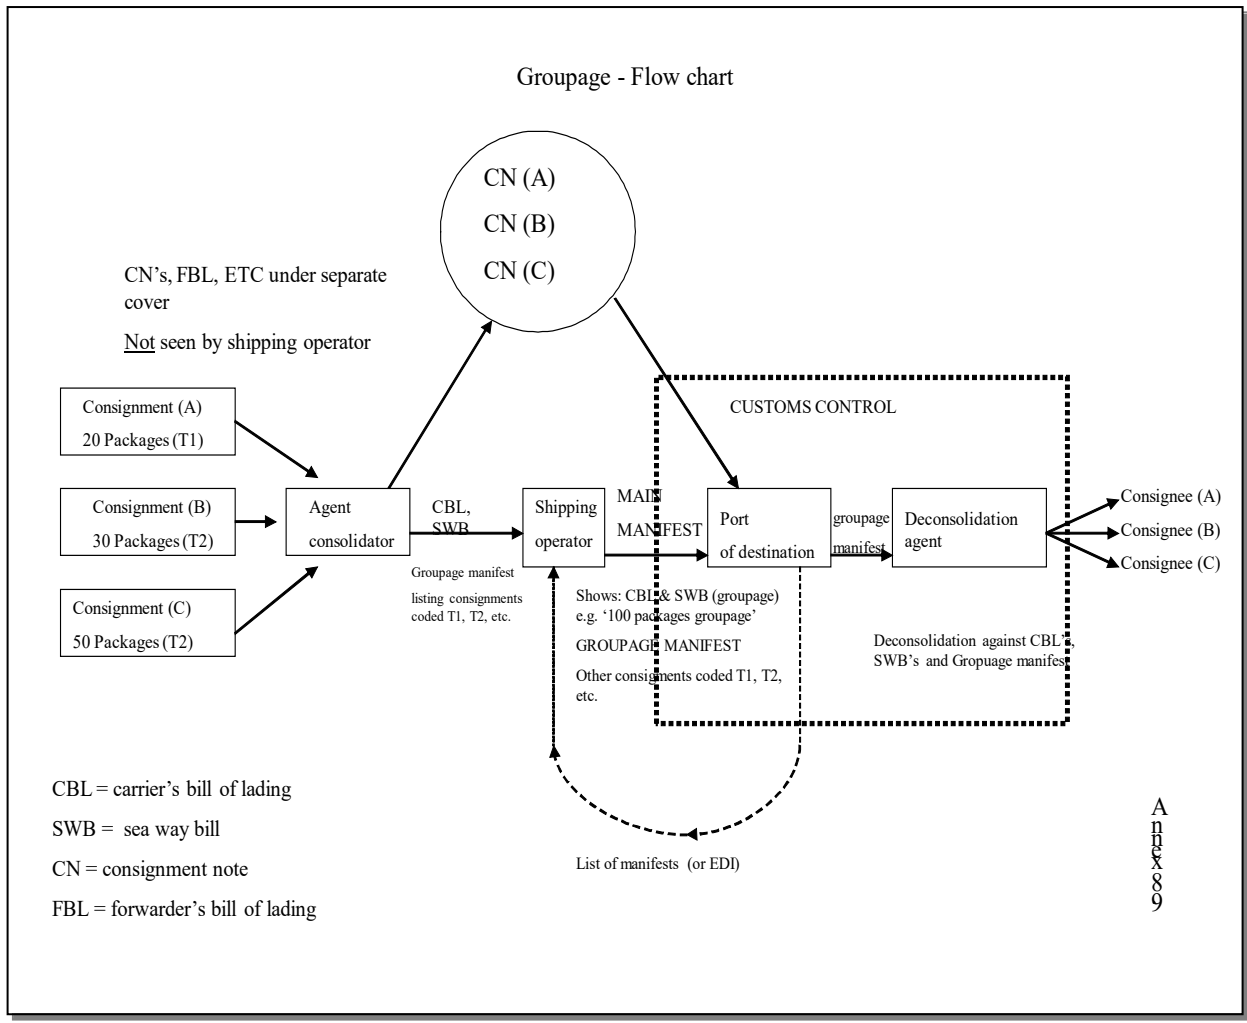 Groupage - Flow chart
CN (A)
CN (B)
CN (C)
CN's, FBL, ETC under separate
cover
Not seen by shipping operator
Consignment (A)
20 Packages (T1)
Consignment (B)
30 Packages (T2)
Consignment (C)
50 Packages (T2)
Agent
consolidator
CBL,
SWB
Groupage manifest
listing consignments
coded T1, T2, etc.
Shipping
operator
MAIN
MANIFEST
Shows: CBL & SWB (groupage)
e.g. ‘100 packages groupage’
GROUPAGE MANIFEST
Other consigments coded T1, T2,
etc.
CUSTOMS CONTROL
Port
of destination
groupage
manifest
Deconsolidation
agent
Deconsolidation against CBL’s,
SWB’s and Gropuage manifest
Consignee (A)
Consignee (B)
Consignee (C)
List of manifests (or EDI)
CBL = carrier’s bill of lading
SWB = sea way bill
CN = consignment note
FBL = forwarder’s bill of lading
Annex 8 9